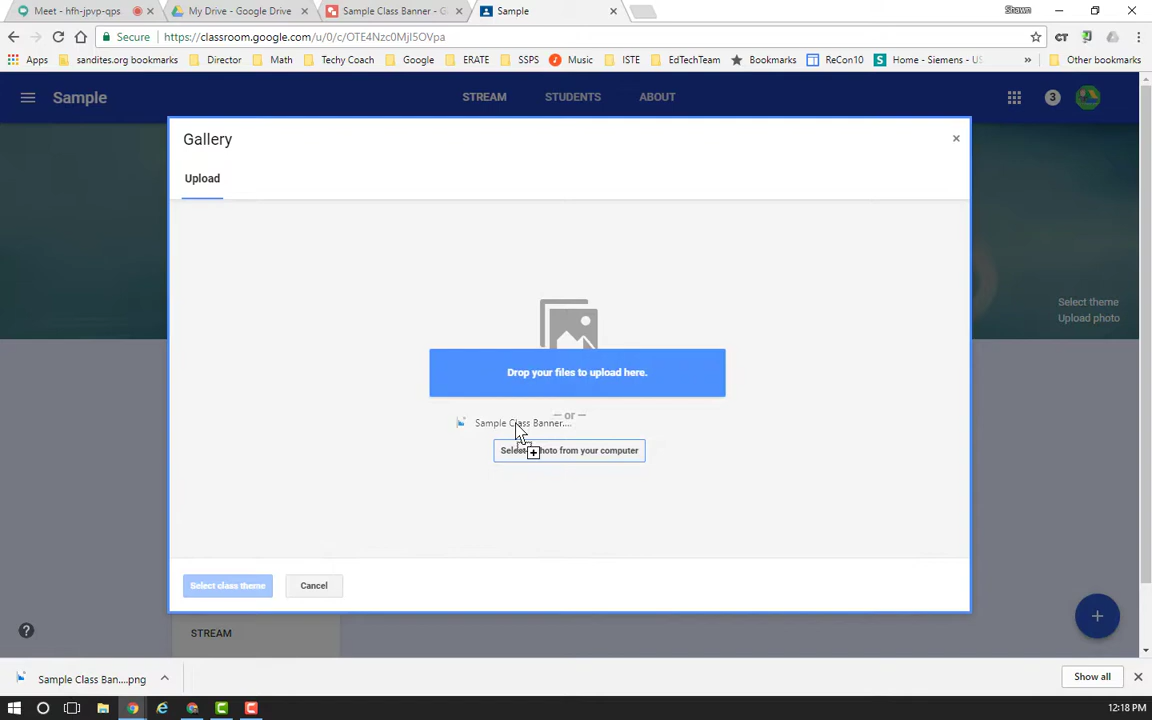 Meet - hfh-jpvp-qps
My Drive - Google Drive
Sample Class Banner - G
Sample
Shawn
Secure
https://classroom.google.com/u/0/c/OTE4Nzc0MjI5OVpa
Apps
sandites.org bookmarks
Director
Math
Techy Coach
Google
ERATE
SSPS
Music
ISTE
EdTechTeam
Bookmarks
ReCon10
Home - Siemens - US
»
Other bookmarks
Sample
STREAM
STUDENTS
ABOUT
3
Gallery
Upload
Drop your files to upload here.
— or —
Sample Class Banner....
Select photo from your computer
Select theme
Upload photo
Select class theme
Cancel
STREAM
Sample Class Ban....png
Show all
12:18 PM